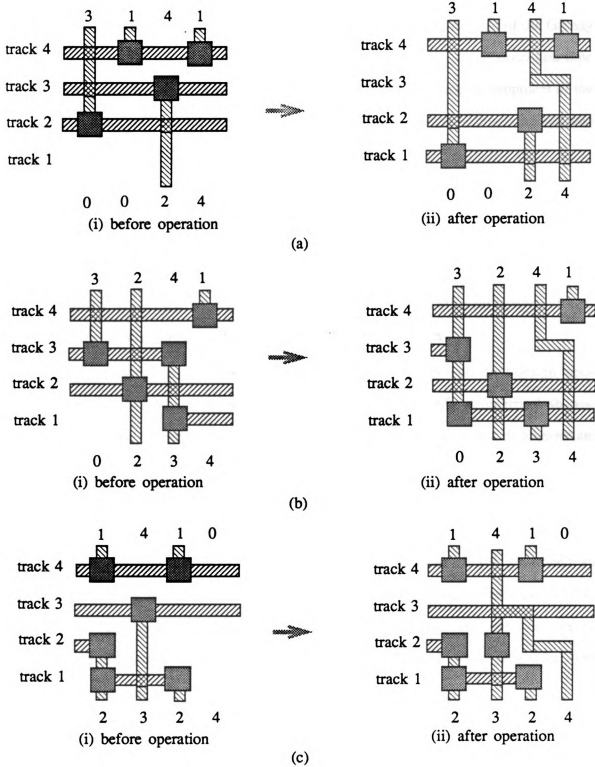 3 1 4 1 3 1 4 1
track 4 track 4
track 3 track 3
track 2 track 2
track 1 track 1
0 0 2 4 0 0 2 4
(i) before operation (ii) after operation
(a)
3 2 4 1 3 2 4 1
track 4 track 4
track 3 track 3
track 2 track 2
track 1 track 1
0 2 3 4 0 2 3 4
(i) before operation (ii) after operation
(b)
1 4 1 0 1 4 1 0
track 4 track 4
track 3 track 3
track 2 track 2
track 1 track 1
2 3 2 4 2 3 2 4
(i) before operation (ii) after operation
(c)